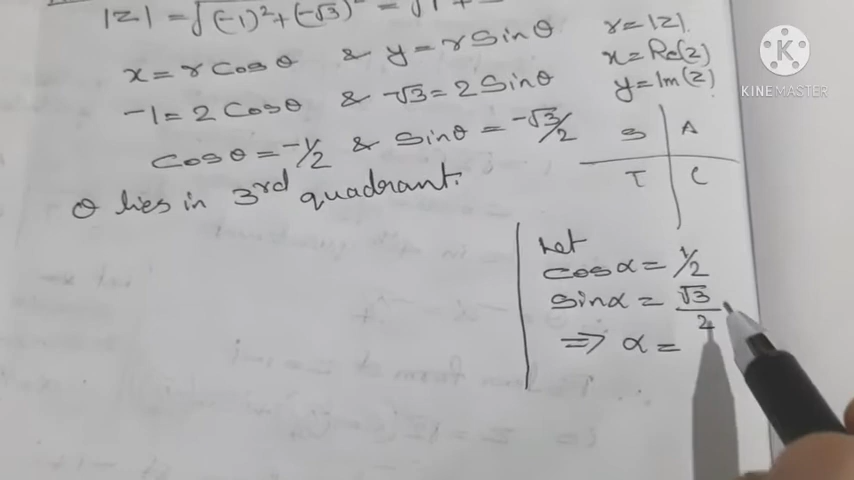 |Z| = √(-1)²+(-√3)² = √1+
x = r cos θ & y = r sin θ
-1 = 2 cos θ & -√3 = 2 sin θ
cos θ = -1/2 & sin θ = -√3/2
θ lies in 3rd quadrant.
r = |Z|.
x = Re(z)
y = Im(z)
S A
T C
Let
cos α = 1/2
sin α = √3/2
⇒ α =
K
KINEMASTER